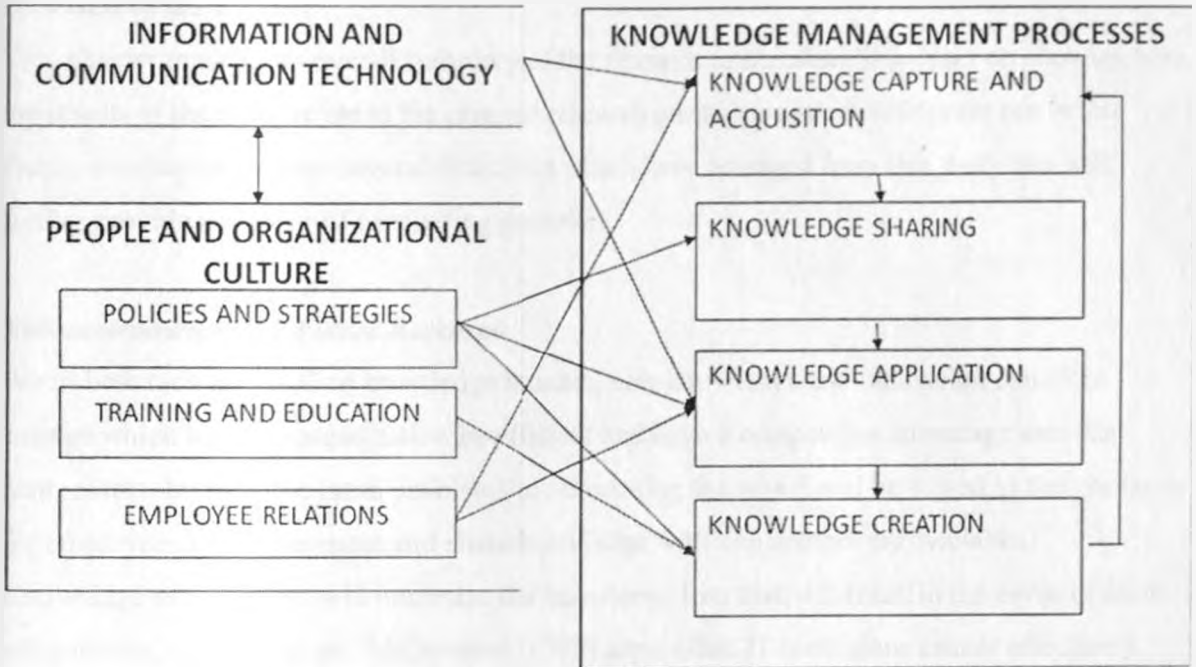 INFORMATION AND
COMMUNICATION TECHNOLOGY
PEOPLE AND ORGANIZATIONAL
CULTURE
POLICIES AND STRATEGIES
TRAINING AND EDUCATION
EMPLOYEE RELATIONS
KNOWLEDGE MANAGEMENT PROCESSES
KNOWLEDGE CAPTURE AND
ACQUISITION
KNOWLEDGE SHARING
KNOWLEDGE APPLICATION
KNOWLEDGE CREATION